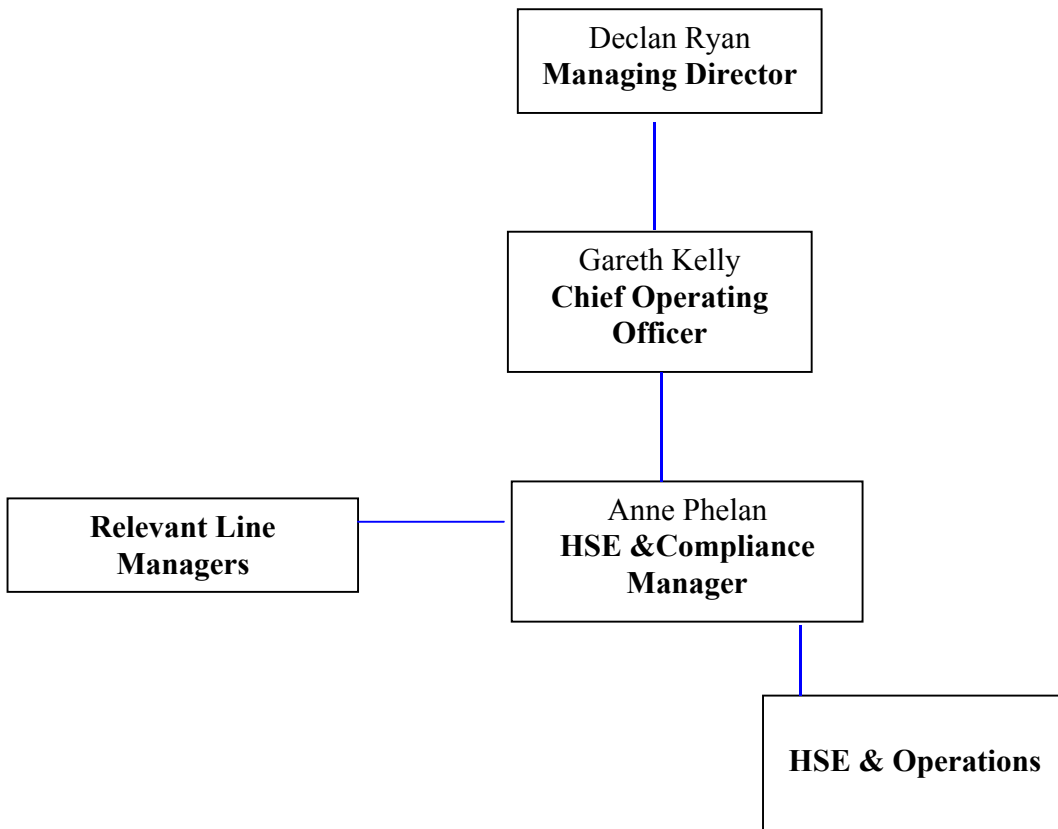 Declan Ryan
Managing Director
Gareth Kelly
Chief Operating
Officer
Relevant Line
Managers
Anne Phelan
HSE &Compliance
Manager
HSE & Operations